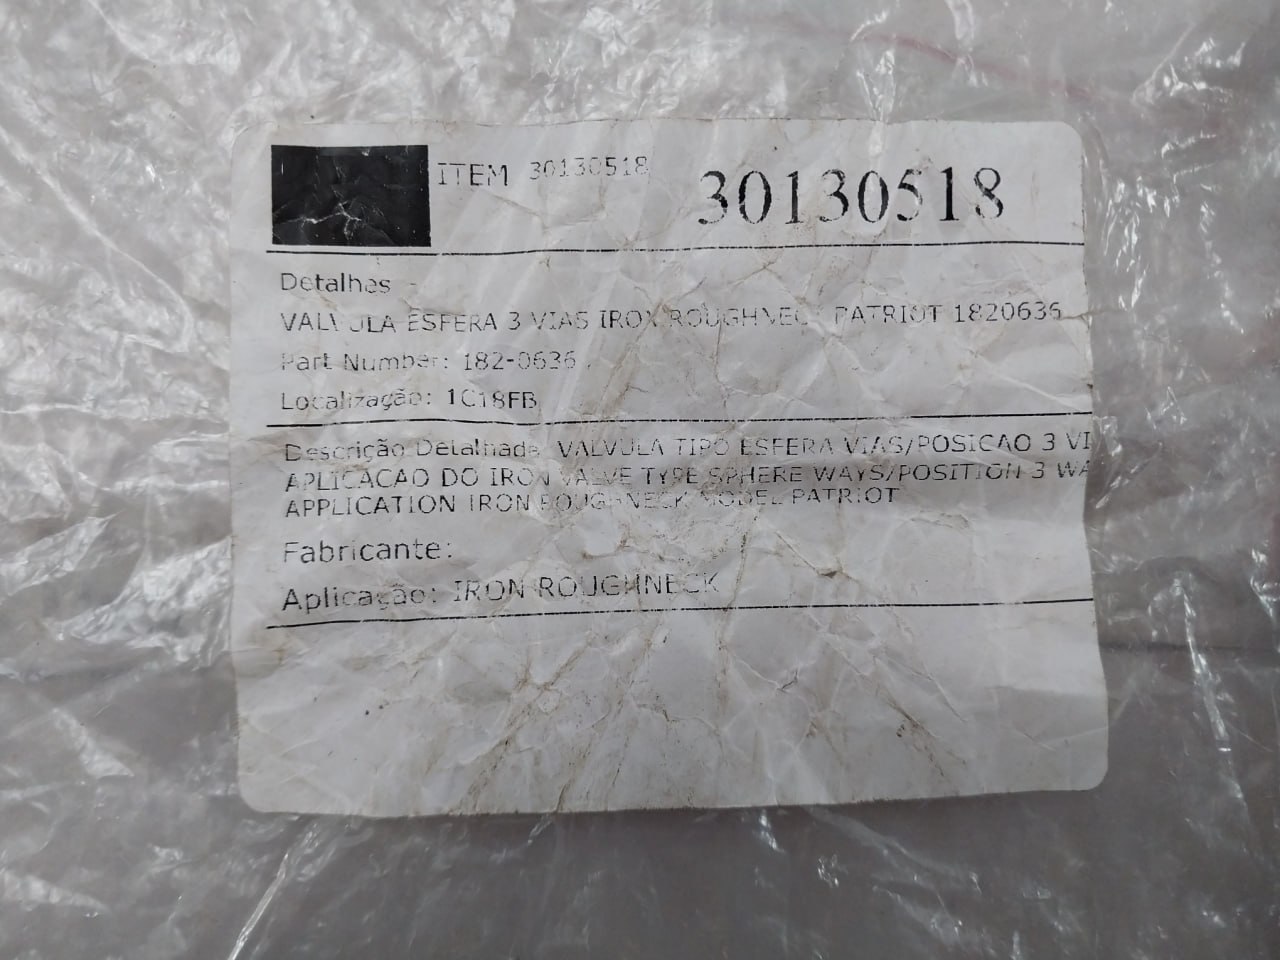 ITEM 30130518 30130518
Detalhes -
VALVULA ESFERA 3 VIAS IRON ROUGHNECK PATRIOT 1820636
Part Number: 182-0636
Localização: 1C18FB
Descrição Detalhada: VALVULA TIPO ESFERA VIAS/POSICAO 3 VI
APLICACAO DO IRON VALVE TYPE SPHERE WAYS/POSITION 3 WA
APPLICATION IRON ROUGHNECK MODEL PATRIOT
Fabricante:
Aplicação: IRON ROUGHNECK